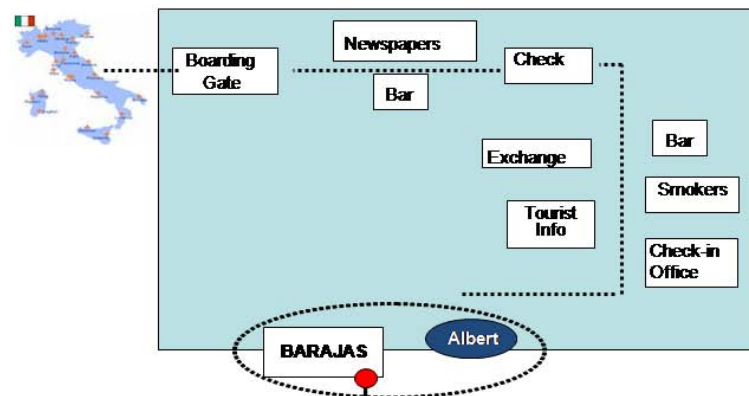 Newspapers
Boarding
Gate
Check
Bar
Bar
Exchange
Smokers
Tourist
Info
Check-in
Office
Albert
BARAJAS